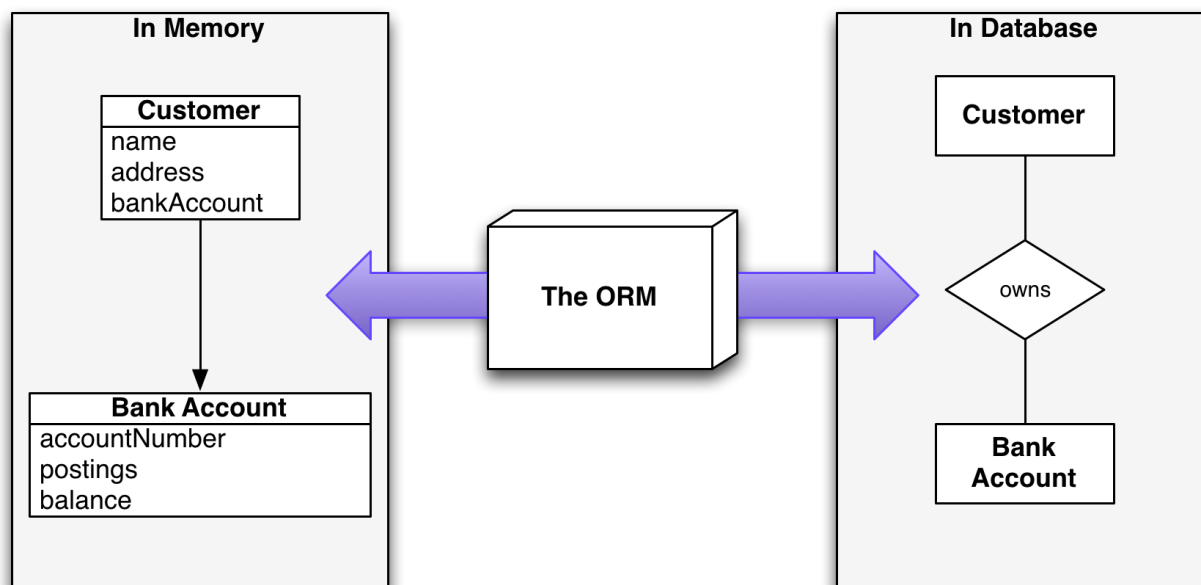 In Memory
Customer
name
address
bankAccount
Bank Account
accountNumber
postings
balance
The ORM
In Database
Customer
owns
Bank
Account